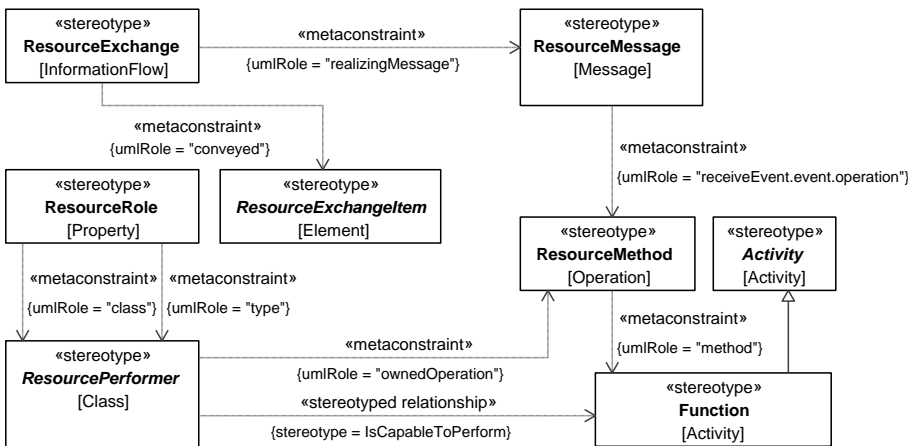 «stereotype»
ResourceExchange
[InformationFlow]
«metaconstraint»
{umlRole = "realizingMessage"}
«stereotype»
ResourceMessage
[Message]
«metaconstraint»
{umlRole = "conveyed"}
«metaconstraint»
{umlRole = "receiveEvent.event.operation"}
«stereotype»
ResourceRole
[Property]
«stereotype»
ResourceExchangeItem
[Element]
«stereotype»
ResourceMethod
[Operation]
«stereotype»
Activity
[Activity]
«metaconstraint»
{umlRole = "class"}
«metaconstraint»
{umlRole = "type"}
«metaconstraint»
{umlRole = "method"}
«stereotype»
ResourcePerformer
[Class]
«metaconstraint»
{umlRole = "ownedOperation"}
«stereotyped relationship»
{stereotype = IsCapableToPerform}
«stereotype»
Function
[Activity]